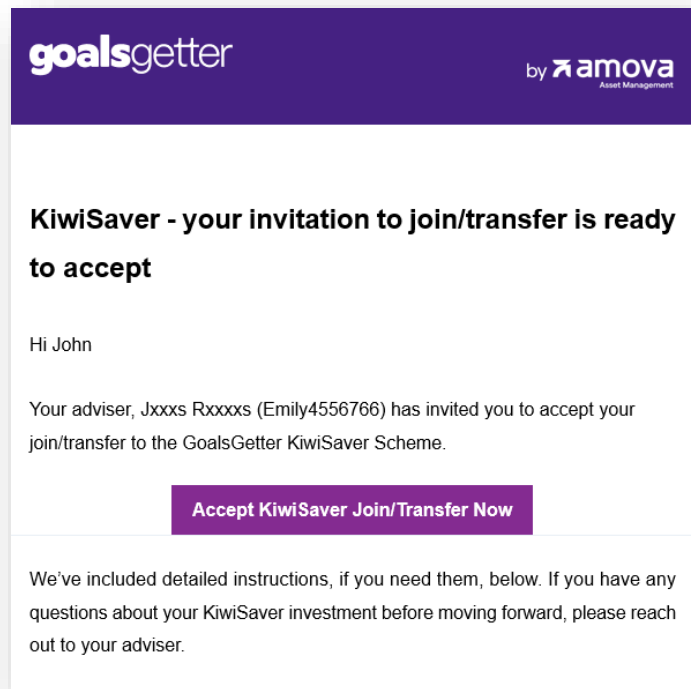 goalsgetter
by amova
Asset Management
KiwiSaver - your invitation to join/transfer is ready
to accept
Hi John
Your adviser, Jxxxs Rxxxxs (Emily4556766) has invited you to accept your
join/transfer to the GoalsGetter KiwiSaver Scheme.
Accept KiwiSaver Join/Transfer Now
We’ve included detailed instructions, if you need them, below. If you have any
questions about your KiwiSaver investment before moving forward, please reach
out to your adviser.